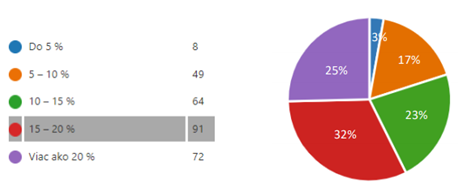 Do 5 % 8
5 – 10 % 49
10 – 15 % 64
15 – 20 % 91
Viac ako 20 % 72
3%
17%
25%
23%
32%